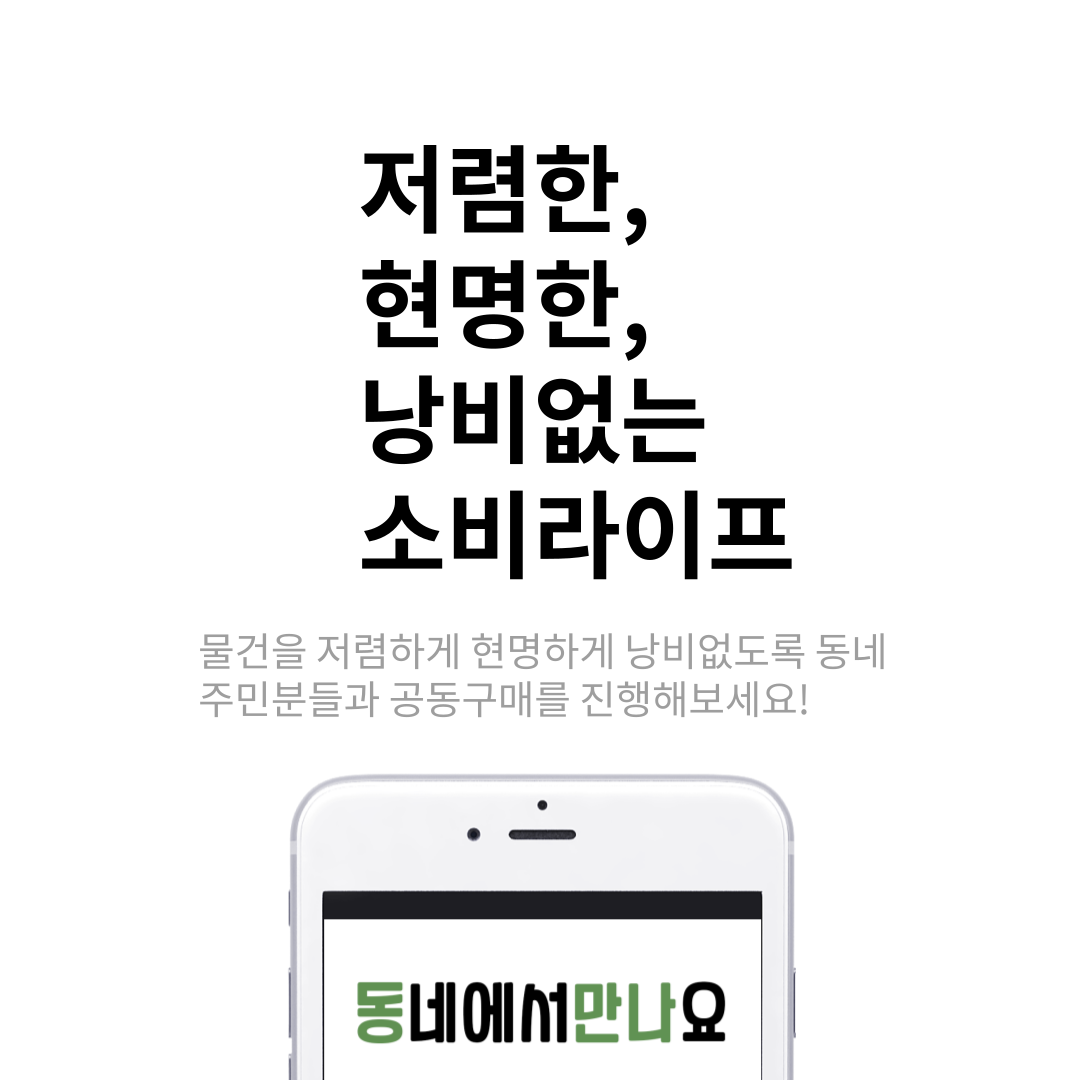 저렴한,
현명한,
낭비없는
소비라이프
물건을 저렴하게 현명하게 낭비없도록 동네
주민분들과 공동구매를 진행해보세요!
동네에서만나요